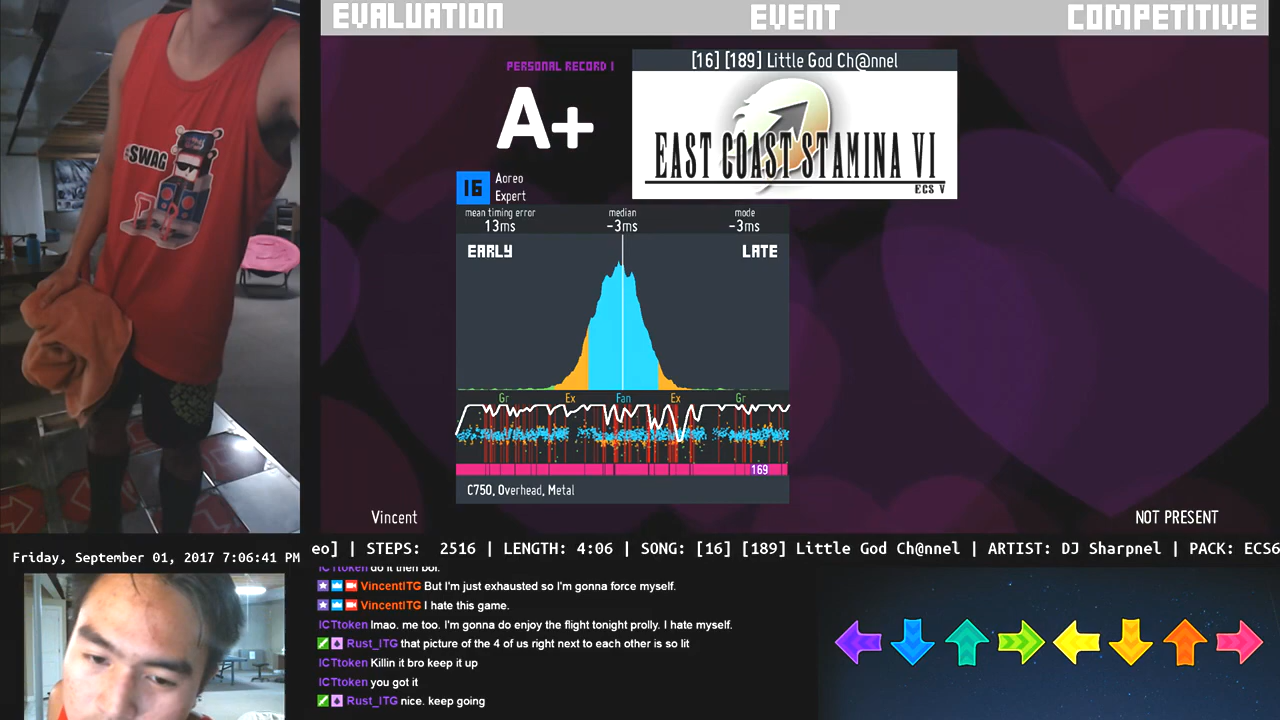 EVALUATION
EVENT
COMPETITIVE
PERSONAL RECORD 1
[16] [189] Little God Ch@nnel
A+
EAST COAST STAMINA VI
ECS V
#SWAG
16
Aoreo
Expert
mean timing error
median
mode
13ms
-3ms
-3ms
EARLY
LATE
Gr
Ex
Fan
Ex
Gr
169
C750, Overhead, Metal
Vincent
NOT PRESENT
Friday, September 01, 2017 7:06:41 PM
eo] | STEPS: 2516 | LENGTH: 4:06 | SONG: [16] [189] Little God Ch@nnel | ARTIST: DJ Sharpnel | PACK: ECS6
ICTtoken do it then boi.
VincentITG But I'm just exhausted so I'm gonna force myself.
VincentITG I hate this game.
ICTtoken lmao. me too. I'm gonna do enjoy the flight tonight prolly. I hate myself.
Rust_ITG that picture of the 4 of us right next to each other is so lit
ICTtoken Killin it bro keep it up
ICTtoken you got it
Rust_ITG nice. keep going